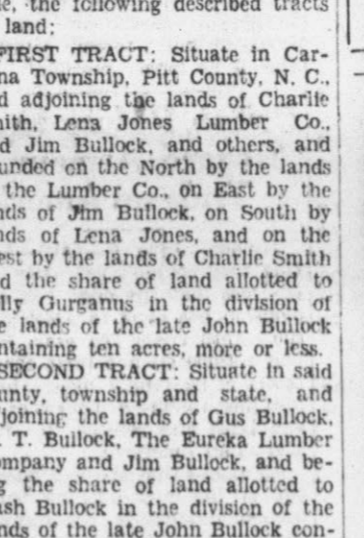 e, the following described tracts
land:
FIRST TRACT: Situate in Car-
na Township, Pitt County, N. C.,
d adjoining the lands of Charlie
ith, Lena Jones Lumber Co.,
d Jim Bullock, and others, and
unded on the North by the lands
the Lumber Co., on East by the
nds of Jim Bullock, on South by
nds of Lena Jones, and on the
est by the lands of Charlie Smith
d the share of land allotted to
lly Gurganus in the division of
e lands of the late John Bullock
ntaining ten acres, more or less.
SECOND TRACT: Situate in said
unty, township and state, and
joining the lands of Gus Bullock,
. T. Bullock, The Eureka Lumber
ompany and Jim Bullock, and be-
g the share of land allotted to
ash Bullock in the division of the
nds of the late John Bullock con-